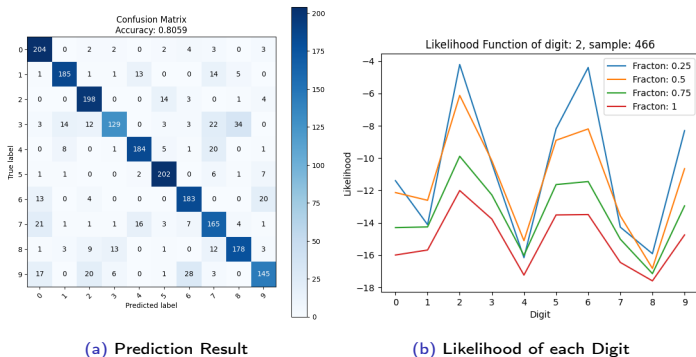 Confusion Matrix
Accuracy: 0.8059
True label
0 204 0 2 2 0 2 4 3 0 3
1 1 185 1 1 13 0 0 14 5 0
2 0 0 198 0 0 14 3 0 1 4
3 3 14 12 129 0 3 3 22 34 0
4 0 8 0 1 184 5 1 20 0 1
5 1 1 0 0 2 202 0 0 1 13
6 13 0 4 0 0 0 183 0 0 20
7 21 1 1 1 16 3 7 165 4 1
8 1 3 9 13 0 1 0 12 178 3
9 17 0 20 6 0 1 28 3 0 145
0 1 2 3 4 5 6 7 8 9
Predicted label
200
175
150
125
100
75
50
25
0
(a) Prediction Result
Likelihood Function of digit: 2, sample: 466
Fracton: 0.25
Fracton: 0.5
Fracton: 0.75
Fracton: 1
Likelihood
−4
−6
−8
−10
−12
−14
−16
−18
0 1 2 3 4 5 6 7 8 9
Digit
(b) Likelihood of each Digit